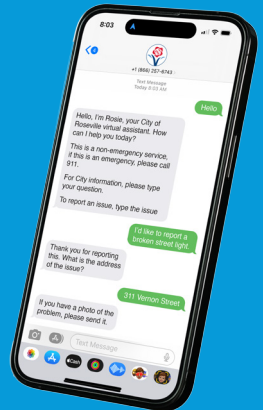 8:03
+1 (866) 257-6743
Text Message
Today 8:03 AM
Hello
Hello, I'm Rosie, your City of
Roseville virtual assistant. How
can I help you today?
This is a non-emergency service,
if this is an emergency, please call
911.
For City information, please type
your question.
To report an issue, type the issue
I'd like to report a
broken street light.
Thank you for reporting
this. What is the address
of the issue?
311 Vernon Street
If you have a photo of the
problem, please send it.
Text Message
Cash